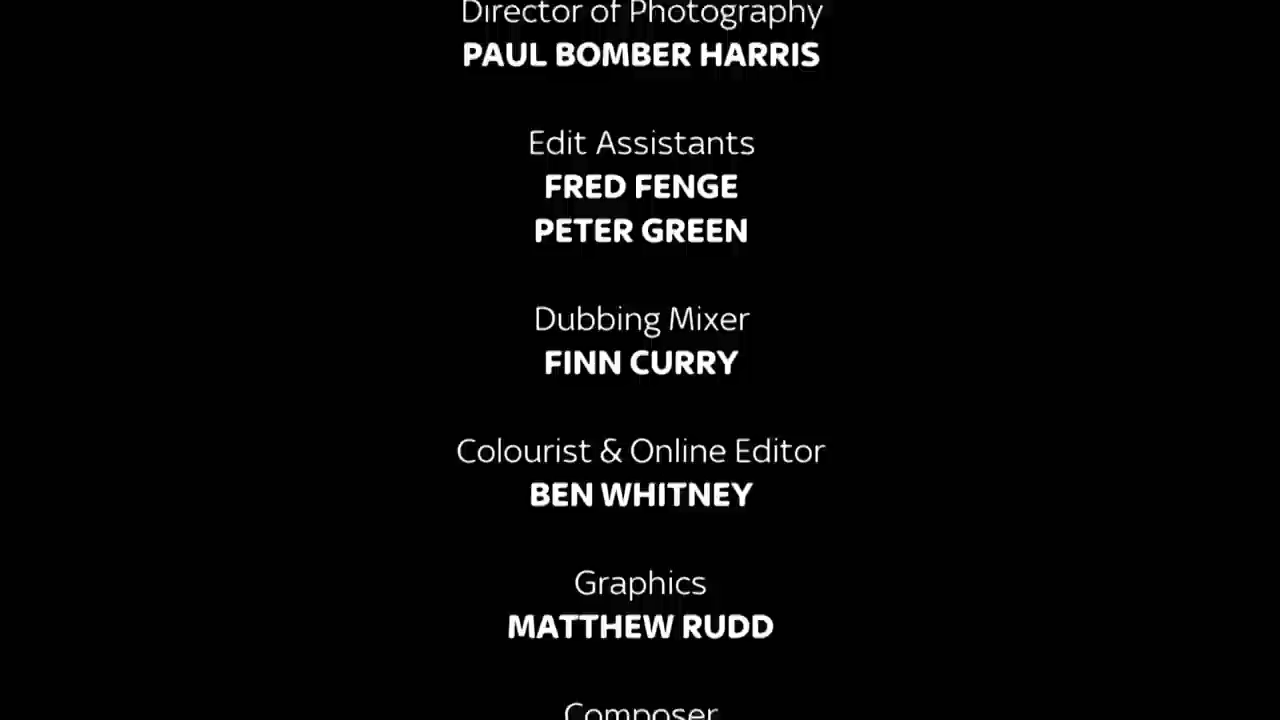 Director of Photography
PAUL BOMBER HARRIS
Edit Assistants
FRED FENGE
PETER GREEN
Dubbing Mixer
FINN CURRY
Colourist & Online Editor
BEN WHITNEY
Graphics
MATTHEW RUDD
Composer